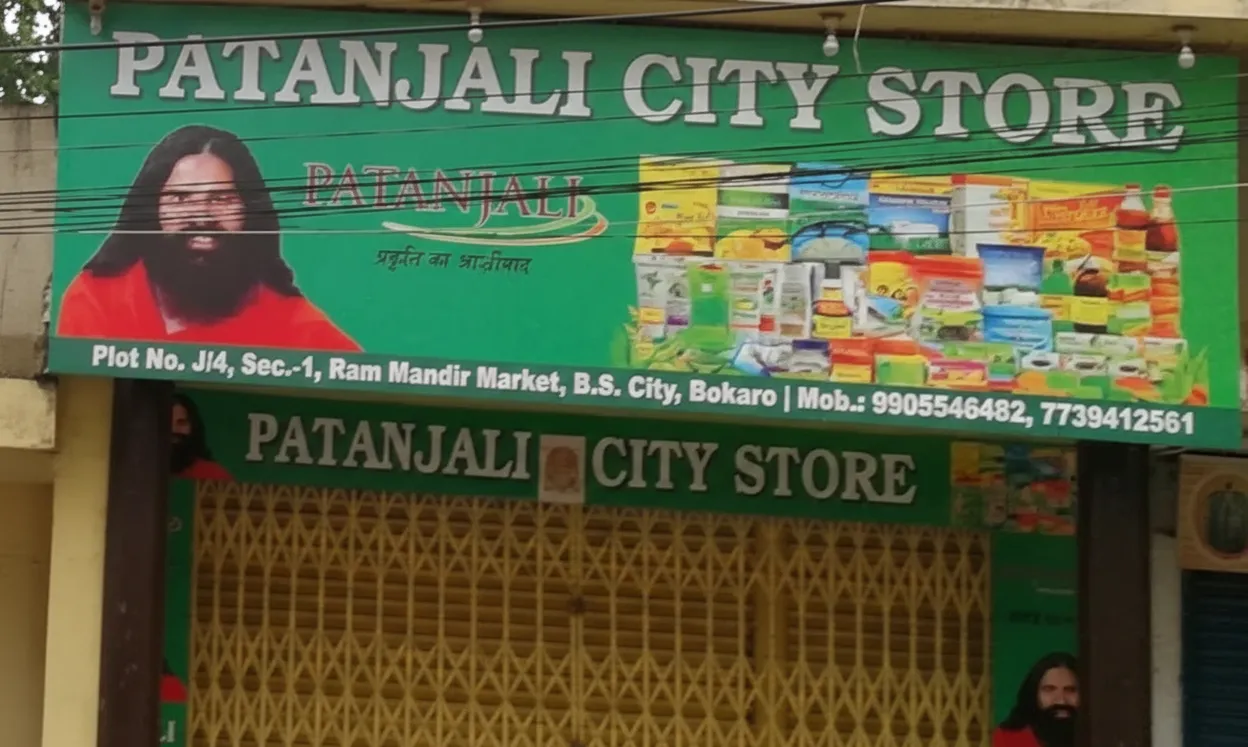 PATANJALI CITY STORE
PATANJALI
प्रकृति का आशीर्वाद
Plot No. J/4, Sec.-1, Ram Mandir Market, B.S. City, Bokaro | Mob.: 9905546482, 7739412561
PATANJALI CITY STORE